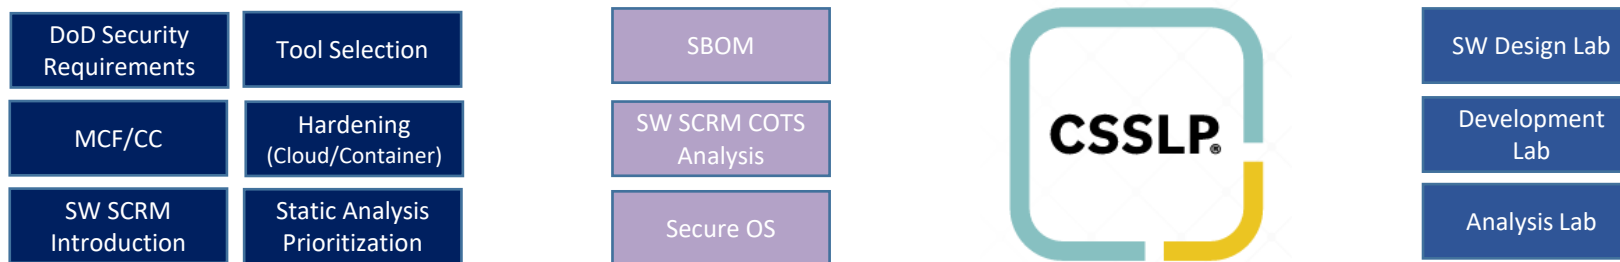 DoD Security
Requirements
Tool Selection
MCF/CC
Hardening
(Cloud/Container)
SW SCRM
Introduction
Static Analysis
Prioritization
SBOM
SW SCRM COTS
Analysis
Secure OS
CSSLP®
SW Design Lab
Development
Lab
Analysis Lab